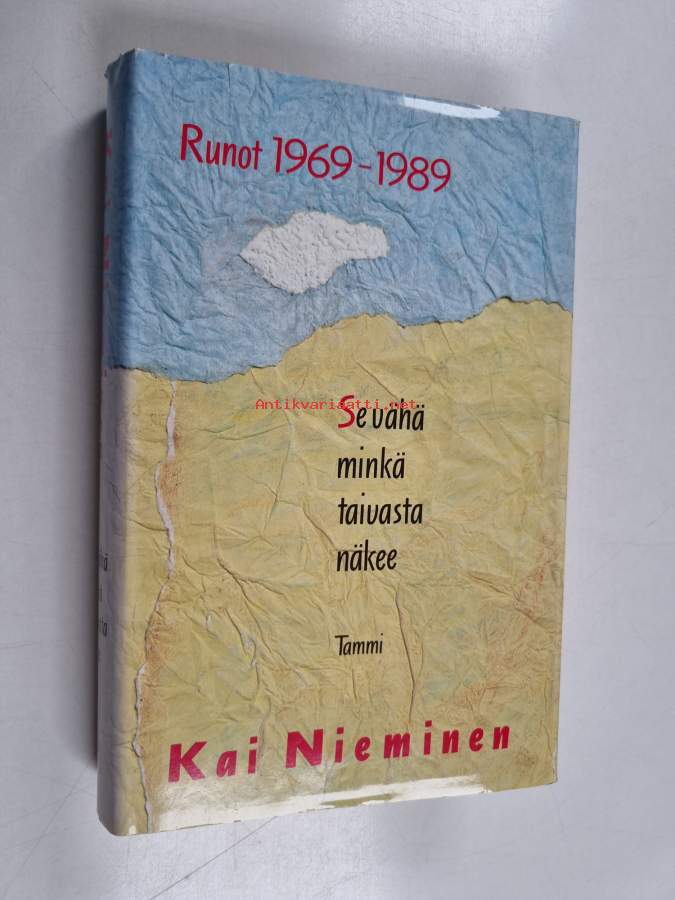 Runot 1969-1989
Antikvariaatti.net
Se vähä
minkä
taivasta
näkee
Tammi
Kai Nieminen